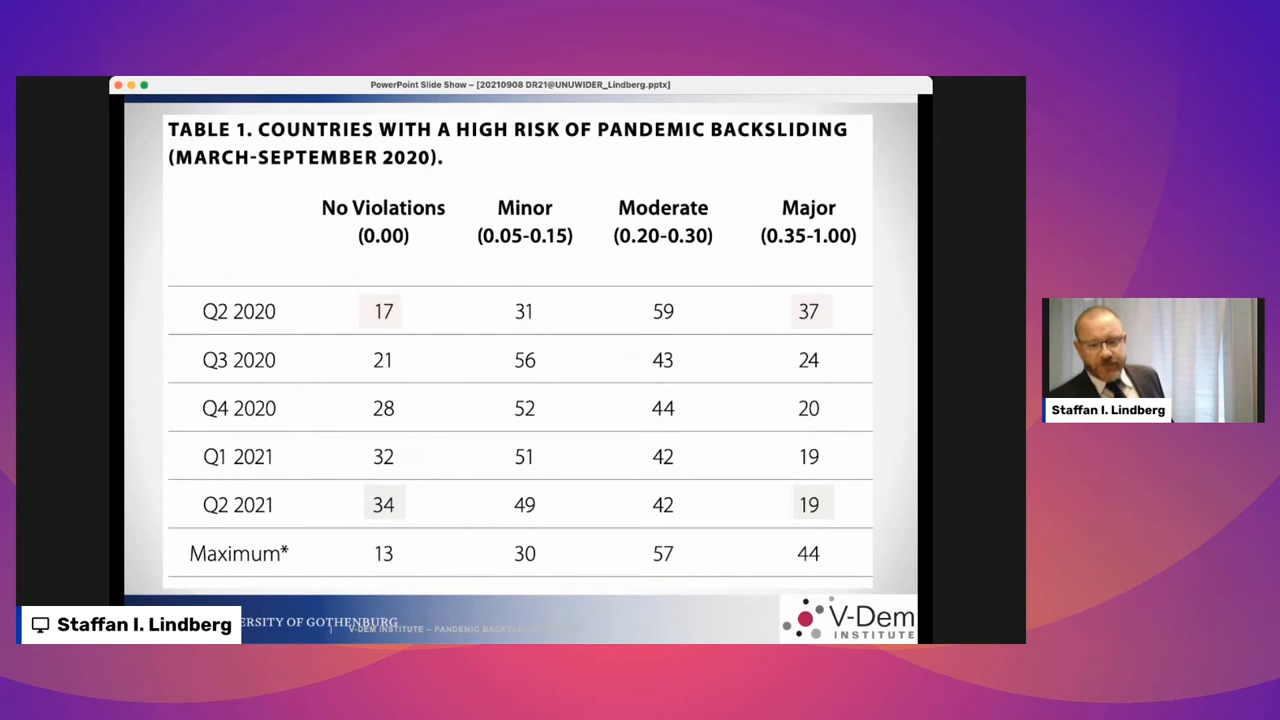 PowerPoint Slide Show – [20210908 DR21@UNUWIDER_Lindberg.pptx]
TABLE 1. COUNTRIES WITH A HIGH RISK OF PANDEMIC BACKSLIDING
(MARCH-SEPTEMBER 2020).
No Violations Minor Moderate Major
(0.00) (0.05-0.15) (0.20-0.30) (0.35-1.00)
Q2 2020 17 31 59 37
Q3 2020 21 56 43 24
Q4 2020 28 52 44 20
Q1 2021 32 51 42 19
Q2 2021 34 49 42 19
Maximum* 13 30 57 44
Staffan I. Lindberg
ERSITY OF GOTHENBURG
V-DEM INSTITUTE – PANDEMIC
V-Dem
INSTITUTE
Staffan I. Lindberg